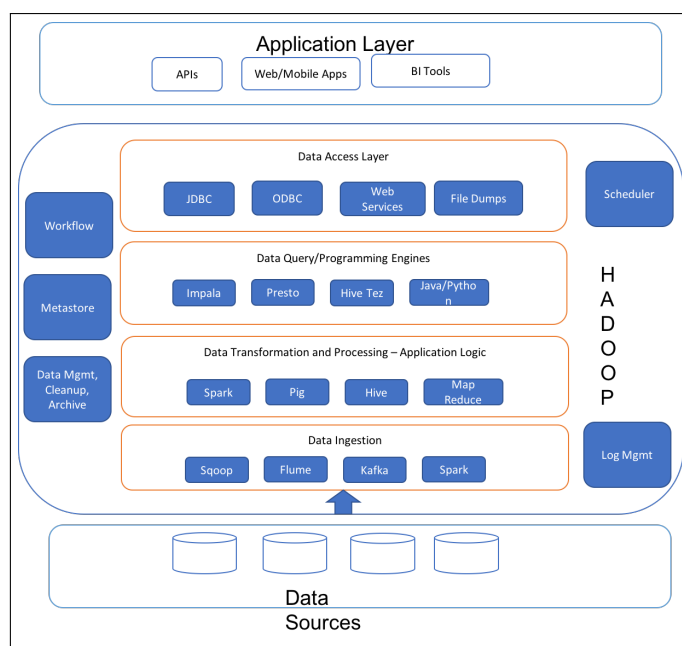 Application Layer
APIs
Web/Mobile Apps
BI Tools
Data Access Layer
JDBC
ODBC
Web
Services
File Dumps
Scheduler
Workflow
Data Query/Programming Engines
Impala
Presto
Hive Tez
Java/Pytho
n
Metastore
H
A
D
O
O
P
Data Transformation and Processing – Application Logic
Spark
Pig
Hive
Map
Reduce
Data Mgmt,
Cleanup,
Archive
Data Ingestion
Sqoop
Flume
Kafka
Spark
Log Mgmt
Data
Sources